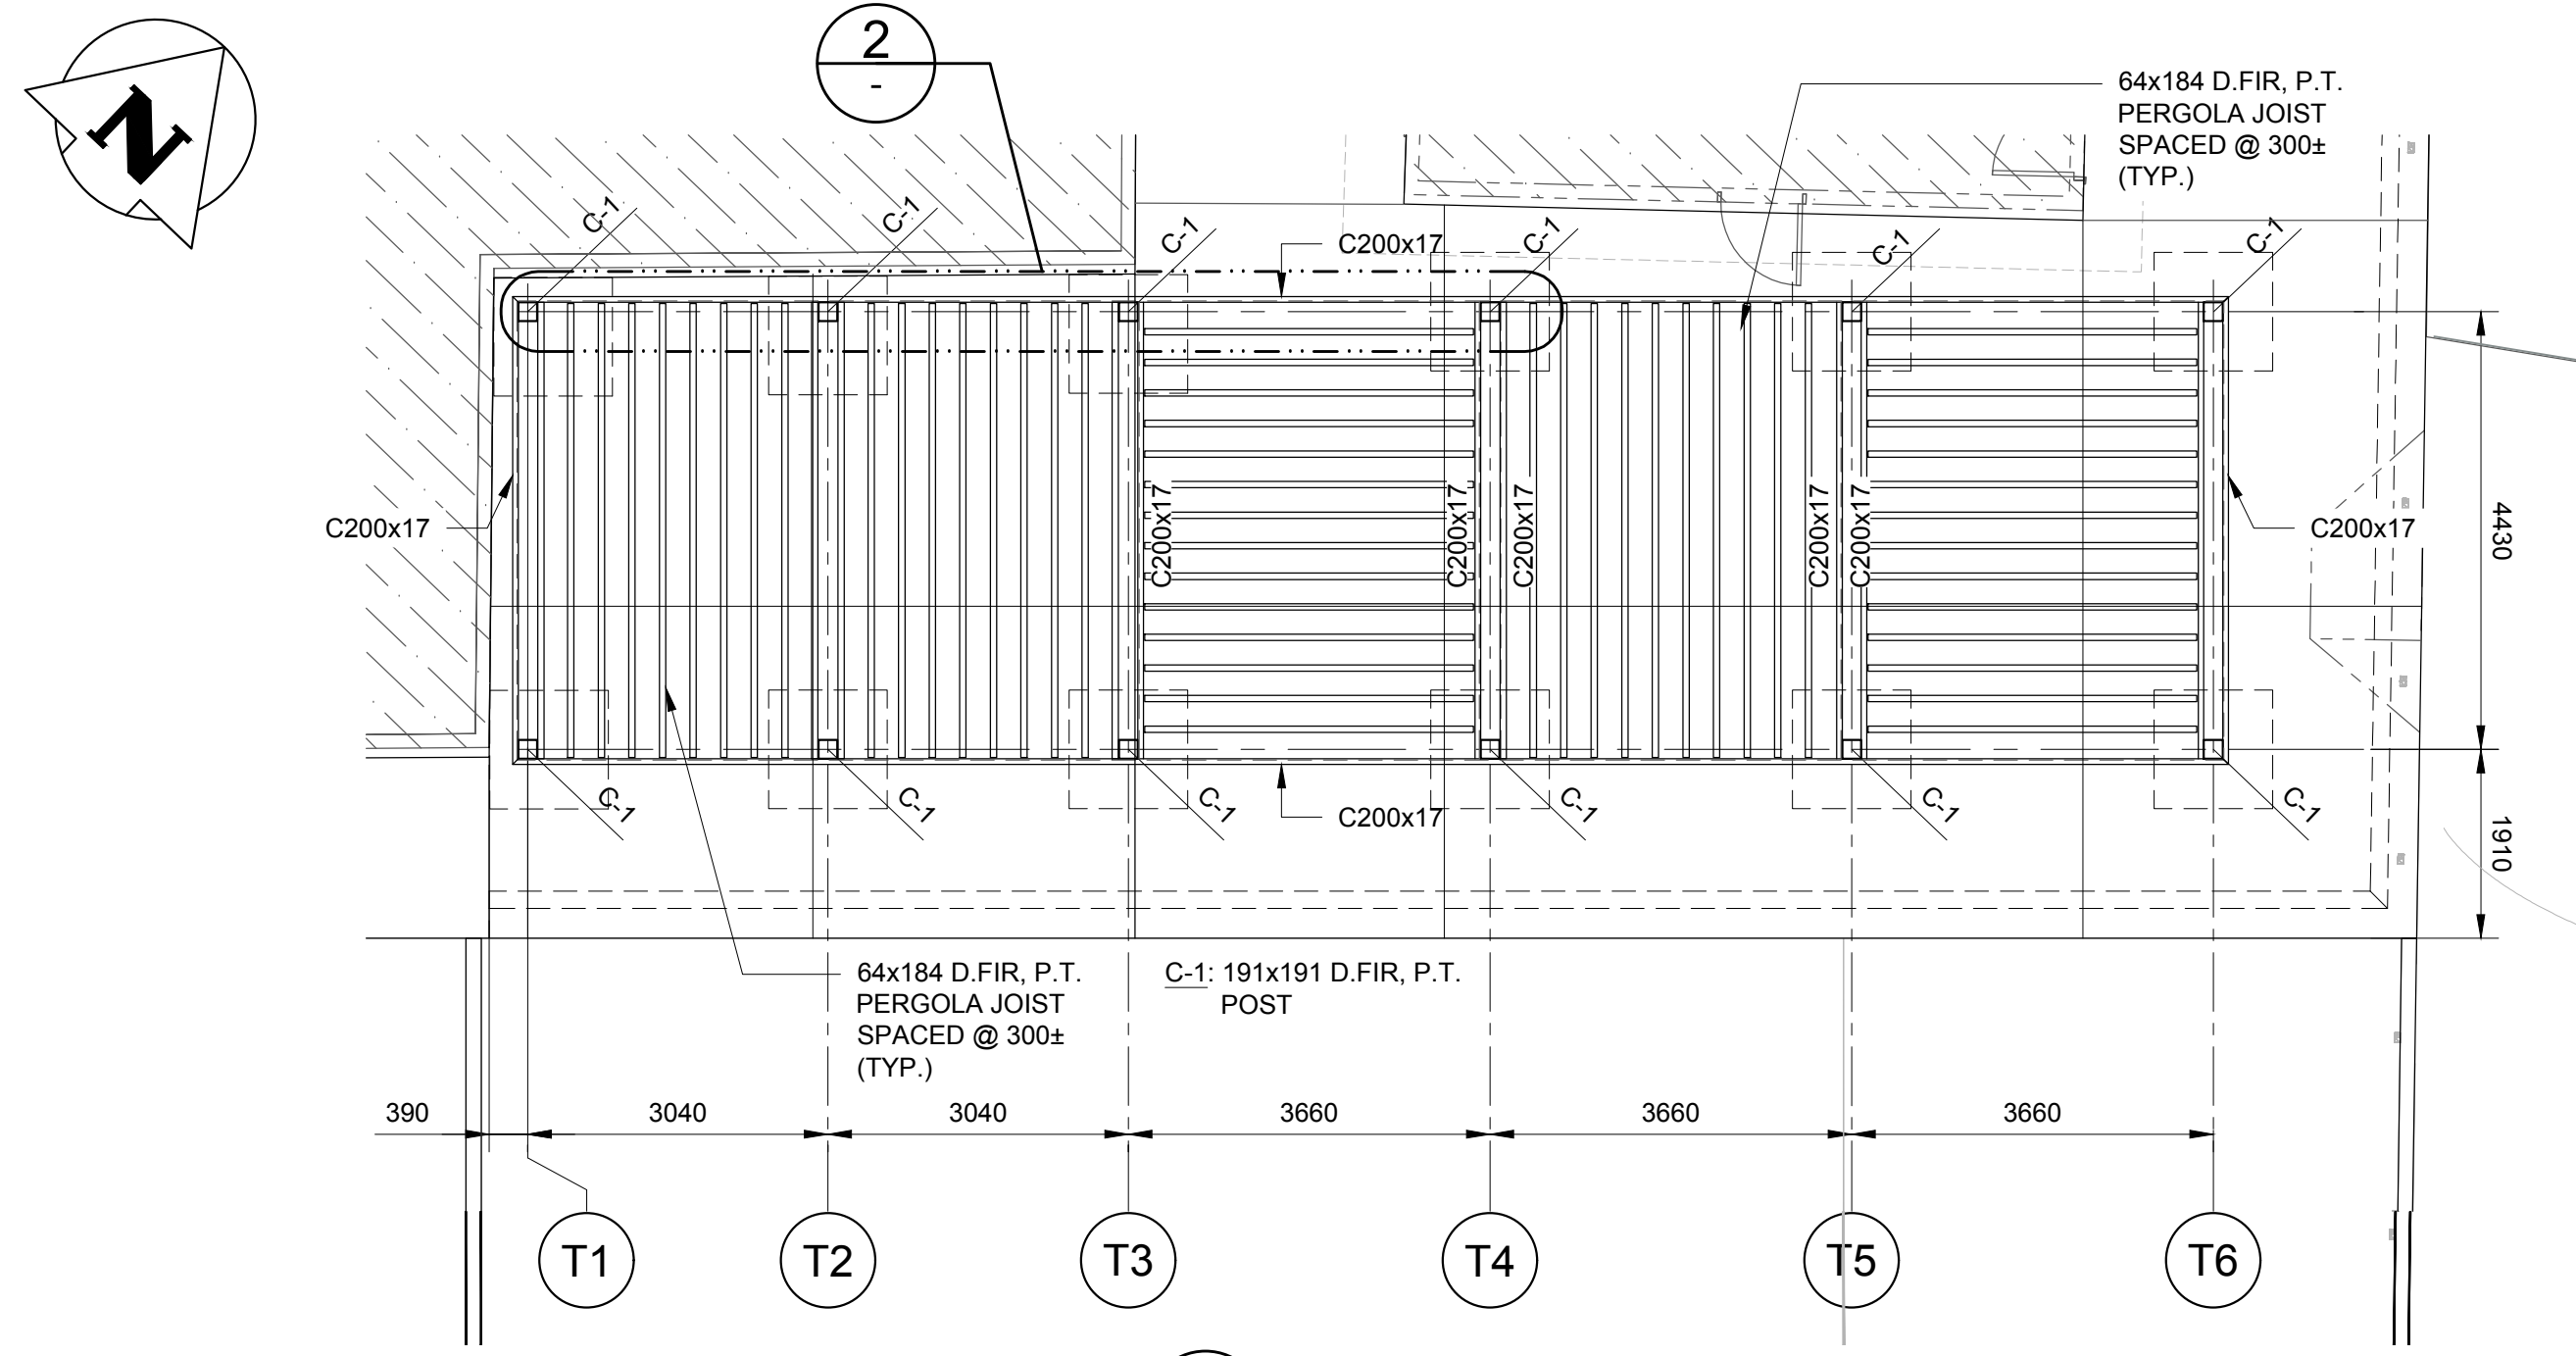 N
2
-
64x184 D.FIR, P.T.
PERGOLA JOIST
SPACED @ 300±
(TYP.)
C-1
C-1
C-1
C-1
C-1
C-1
C200x17
C200x17
C200x17
C200x17
C200x17
C200x17
C200x17
C200x17
4430
C-1
C-1
C-1
C-1
C-1
C-1
C200x17
1910
64x184 D.FIR, P.T.
PERGOLA JOIST
SPACED @ 300±
(TYP.)
C-1: 191x191 D.FIR, P.T.
POST
390
3040
3040
3660
3660
3660
T1
T2
T3
T4
T5
T6